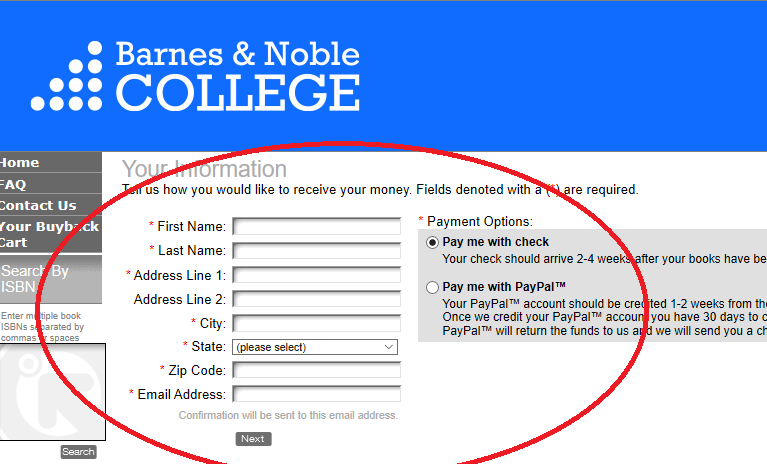 Barnes & Noble
COLLEGE
Home
FAQ
Contact Us
Your Buyback
Cart
Search By
ISBN
Enter multiple book
ISBNs separated by
commas or spaces
Search
Your Information
Tell us how you would like to receive your money. Fields denoted with a (*) are required.
* First Name:
* Last Name:
* Address Line 1:
Address Line 2:
* City:
* State: (please select)
* Zip Code:
* Email Address:
Confirmation will be sent to this email address.
Next
* Payment Options:
Pay me with check
Your check should arrive 2-4 weeks after your books have be
Pay me with PayPal™
Your PayPal™ account should be credited 1-2 weeks from the
Once we credit your PayPal™ account, you have 30 days to c
PayPal™ will return the funds to us and we will send you a ch